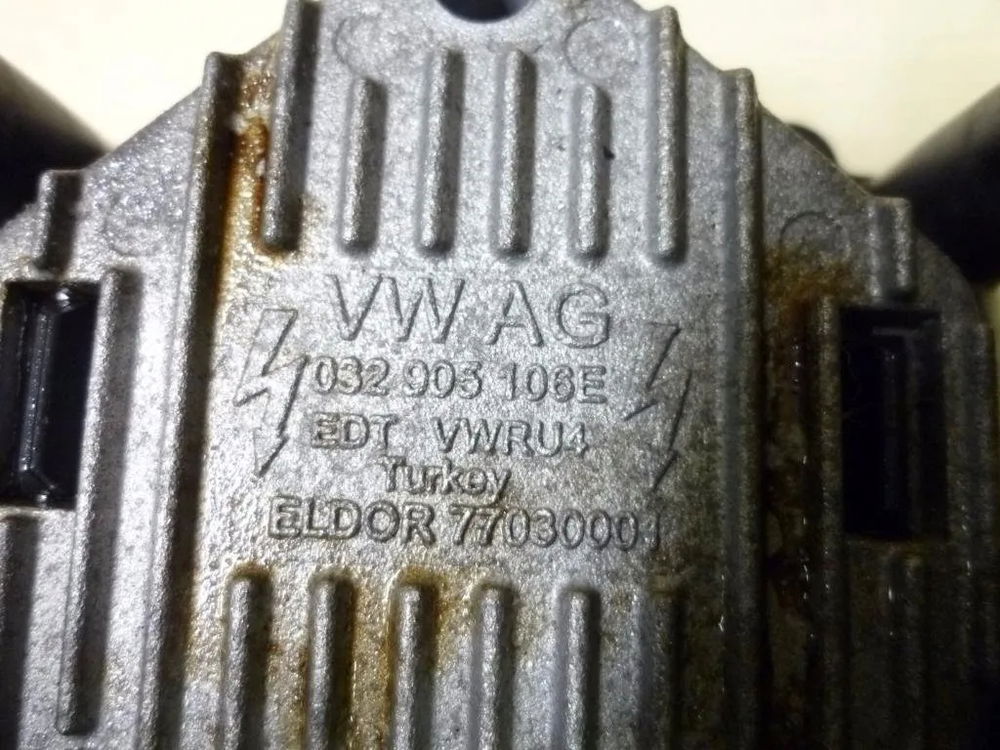 VW AG
032 905 106E
EDT VWRU4
Turkey
ELDOR 77030001